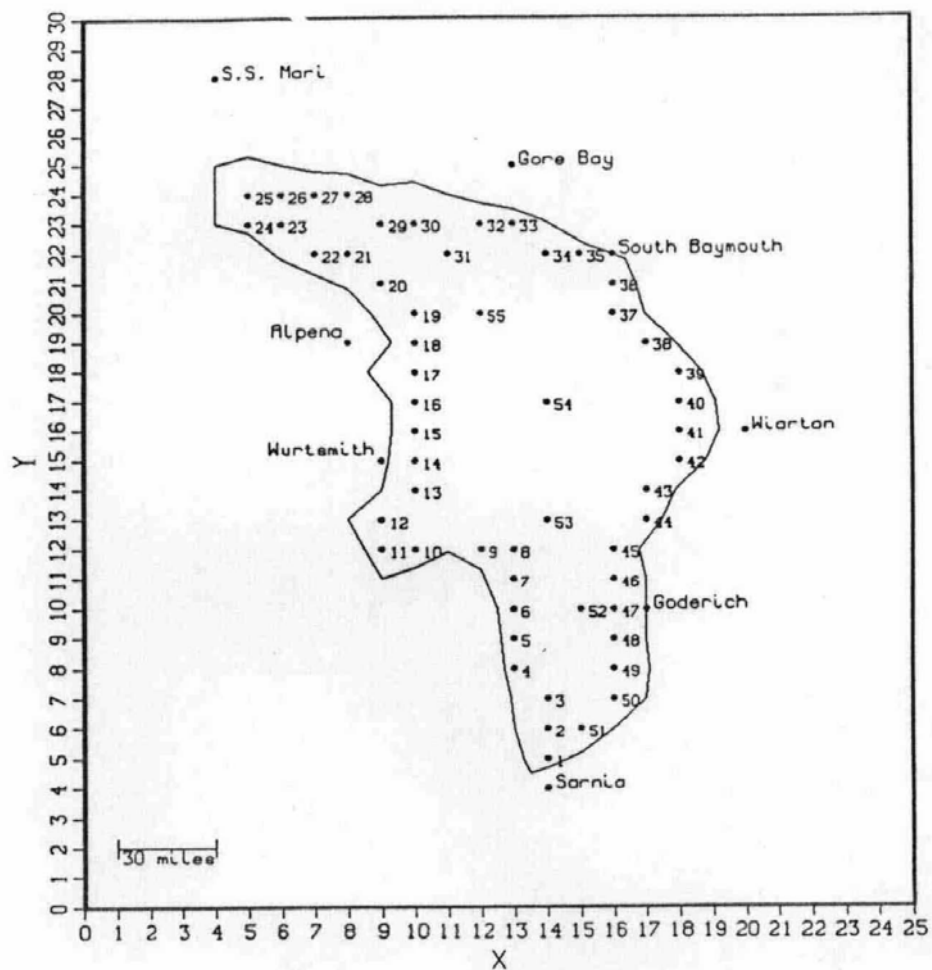 30
29
28 S.S. Mari
27
26
25 Gore Bay
24 25 26 27 28
23 24 23 29 30 32 33
22 22 21 31 34 35 South Baymouth
21 20 36
20 19 55 37
19 Alpena 18 38
18 17 39
17 16 54 40
16 15 41 Wiarton
15 Wurtsmith 14 42
14 13 43
13 12 53 44
12 11 10 9 8 45
11 7 46
10 6 52 47 Goderich
9 5 48
8 4 49
7 3 50
6 2 51
5 1
4 Sarnia
3
2 30 miles
1
0
Y
0 1 2 3 4 5 6 7 8 9 10 11 12 13 14 15 16 17 18 19 20 21 22 23 24 25
X